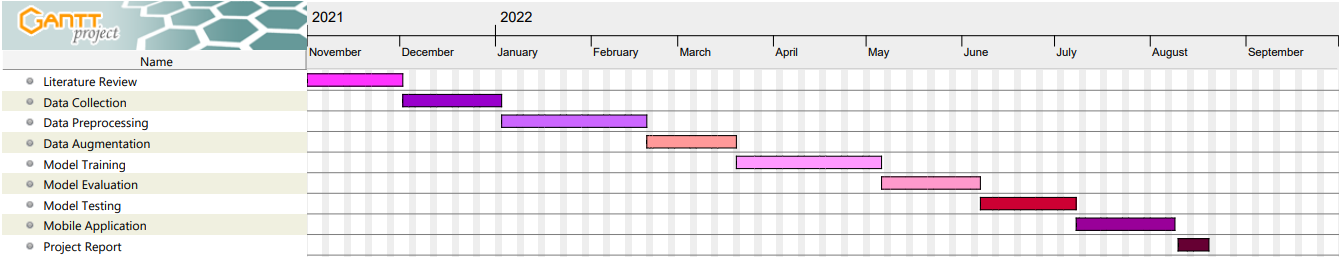 GANTT
project
2021
2022
November December January February March April May June July August September
Name
Literature Review
Data Collection
Data Preprocessing
Data Augmentation
Model Training
Model Evaluation
Model Testing
Mobile Application
Project Report